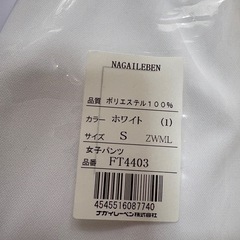 NAGAILEBEN
品質 ポリエステル100%
カラー ホワイト (1)
サイズ S ZWML
女子パンツ
品番 FT4403
4545516087740
ナガイレーベン株式会社